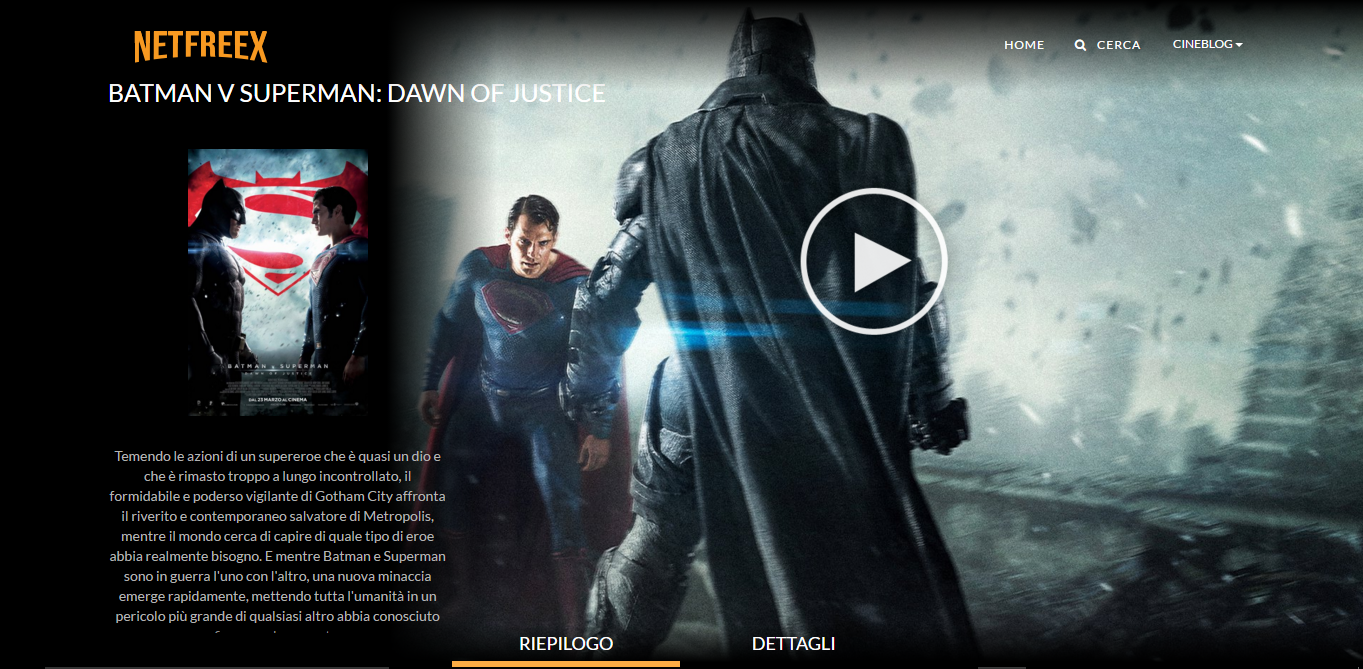 NETFREEX
HOME
CERCA
CINEBLOG
BATMAN V SUPERMAN: DAWN OF JUSTICE
BATMAN v SUPERMAN
DAWN OF JUSTICE
DAL 23 MARZO AL CINEMA
Temendo le azioni di un supereroe che è quasi un dio e
che è rimasto troppo a lungo incontrollato, il
formidabile e poderso vigilante di Gotham City affronta
il riverito e contemporaneo salvatore di Metropolis,
mentre il mondo cerca di capire di quale tipo di eroe
abbia realmente bisogno. E mentre Batman e Superman
sono in guerra l'uno con l'altro, una nuova minaccia
emerge rapidamente, mettendo tutta l'umanità in un
pericolo più grande di qualsiasi altro abbia conosciuto
RIEPILOGO
DETTAGLI